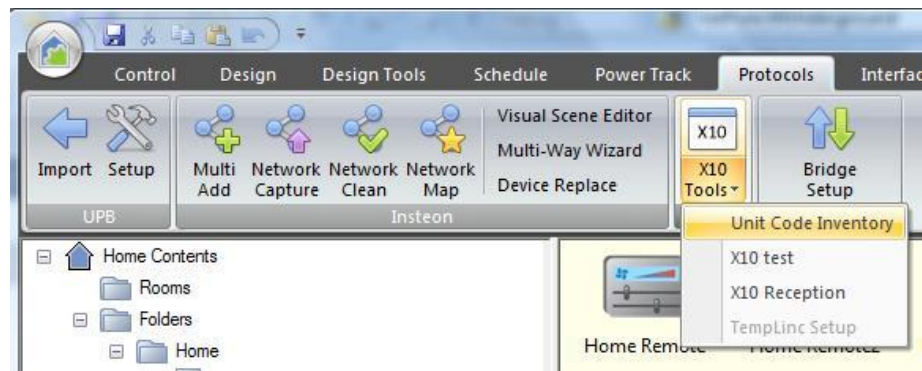 Control Design Design Tools Schedule Power Track Protocols Interfac
Import Setup
UPB
Multi Add
Network Capture
Network Clean
Network Map
Visual Scene Editor
Multi-Way Wizard
Device Replace
Insteon
X10
X10 Tools
Bridge Setup
Unit Code Inventory
X10 test
X10 Reception
TempLinc Setup
Home Contents
Rooms
Folders
Home
Home Remote